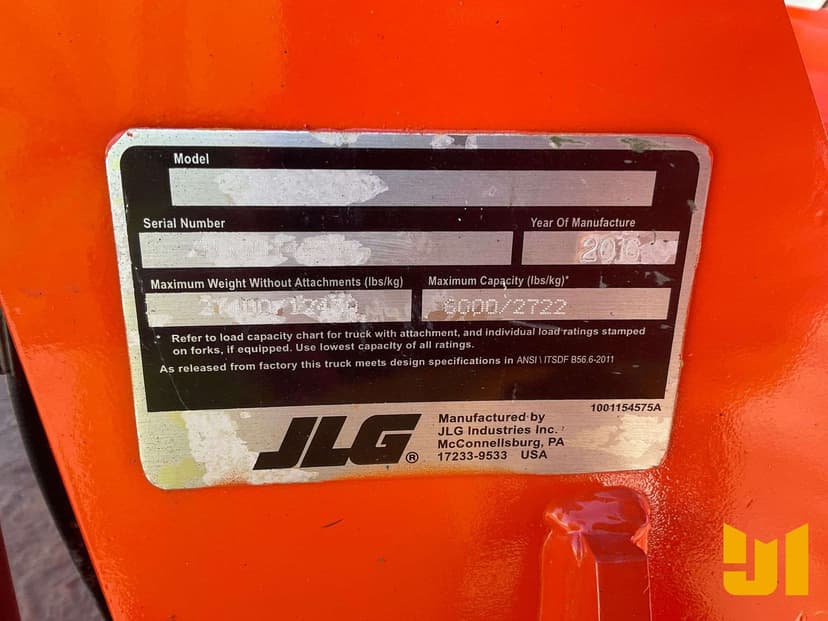 Model
Serial Number
Year Of Manufacture
Maximum Weight Without Attachments (lbs/kg)
Maximum Capacity (lbs/kg)*
6000/2722
* Refer to load capacity chart for truck with attachment, and individual load ratings stamped
on forks, if equipped. Use lowest capacity of all ratings.
As released from factory this truck meets design specifications in ANSI \ ITSDF B56.6-2011
1001154575A
JLG®
Manufactured by
JLG Industries Inc.
McConnellsburg, PA
17233-9533 USA